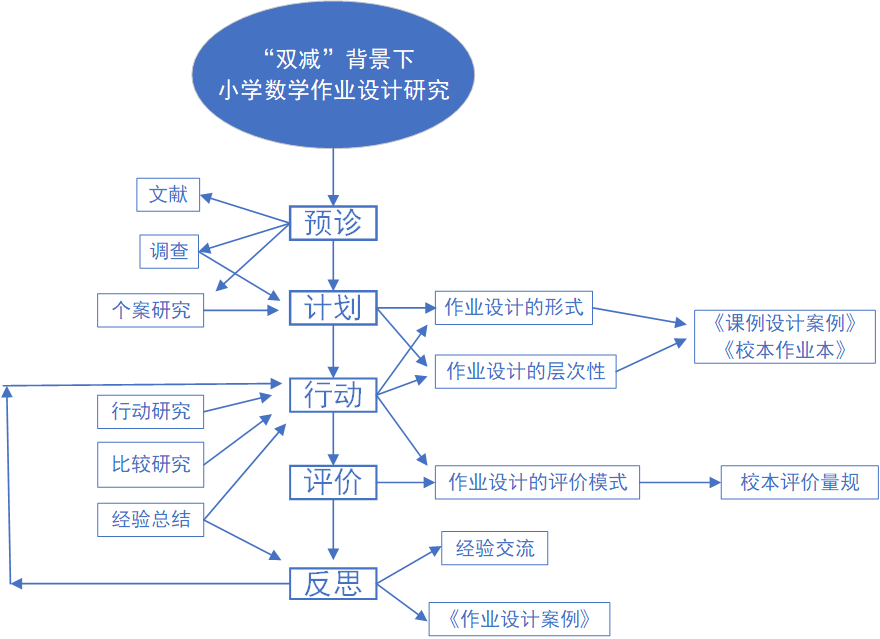 “双减”背景下
小学数学作业设计研究
文献
预诊
调查
个案研究
计划
作业设计的形式
《课例设计案例》
《校本作业本》
作业设计的层次性
行动
行动研究
比较研究
评价
作业设计的评价模式
校本评价量规
经验总结
经验交流
反思
《作业设计案例》